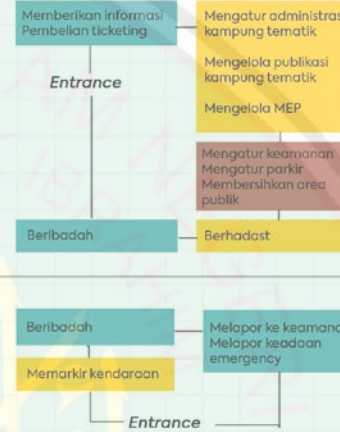 Memberikan informasi
Pembelian ticketing
Mengatur administras
kampung tematik
Mengelola publikasi
kampung tematik
Mengelola MEP
Entrance
Mengatur keamanan
Mengatur parkir
Membersihkan area
publik
Beribadah
Berhadast
Beribadah
Melapor ke keamana
Melapor keadaan
emergency
Memarkir kendaraan
Entrance